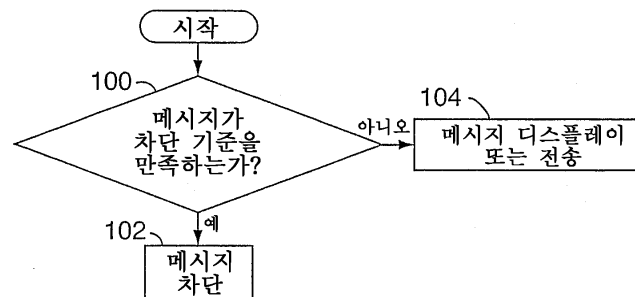 시작
100
메시지가
차단 기준을
만족하는가?
아니오
104
메시지 디스플레이
또는 전송
예
102
메시지
차단